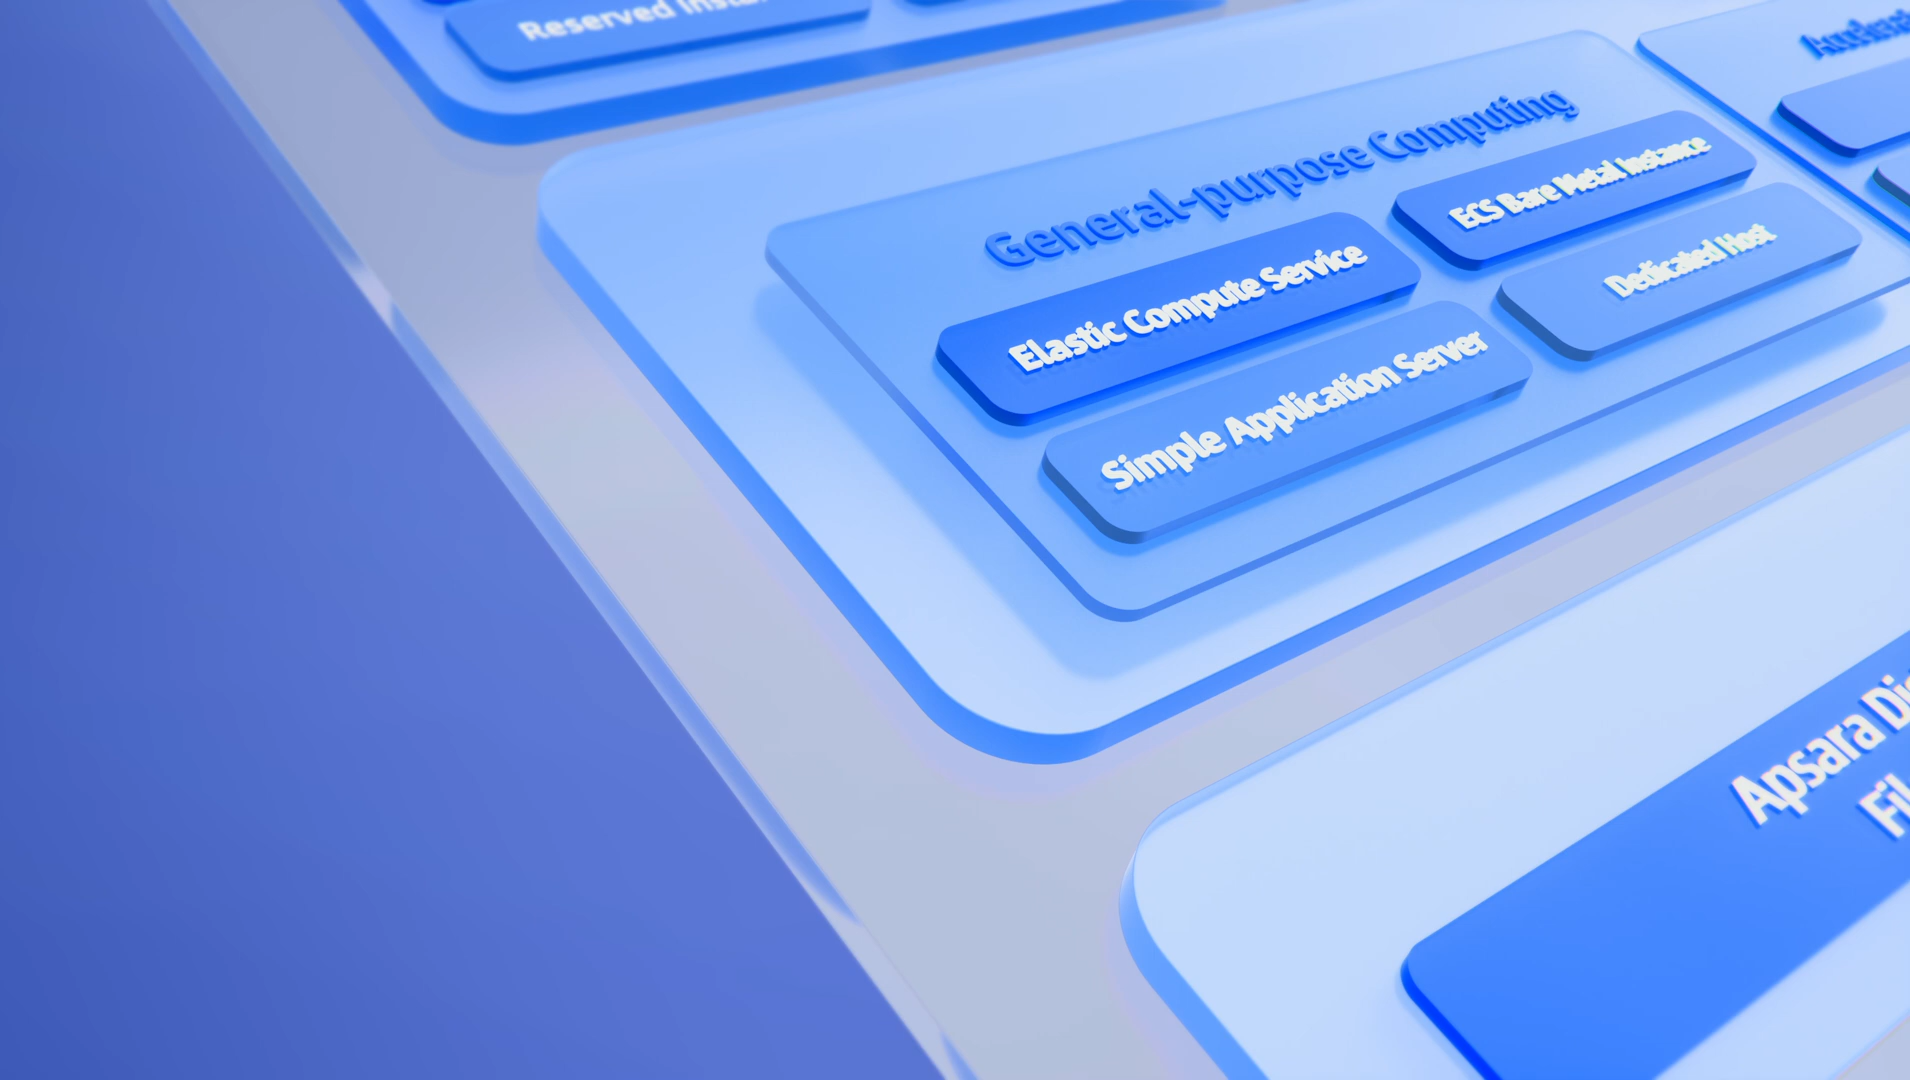 Reserved
General-purpose Computing
Elastic Compute Service
ECS Bare Metal Instance
Simple Application Server
Dedicated Host
Apsara